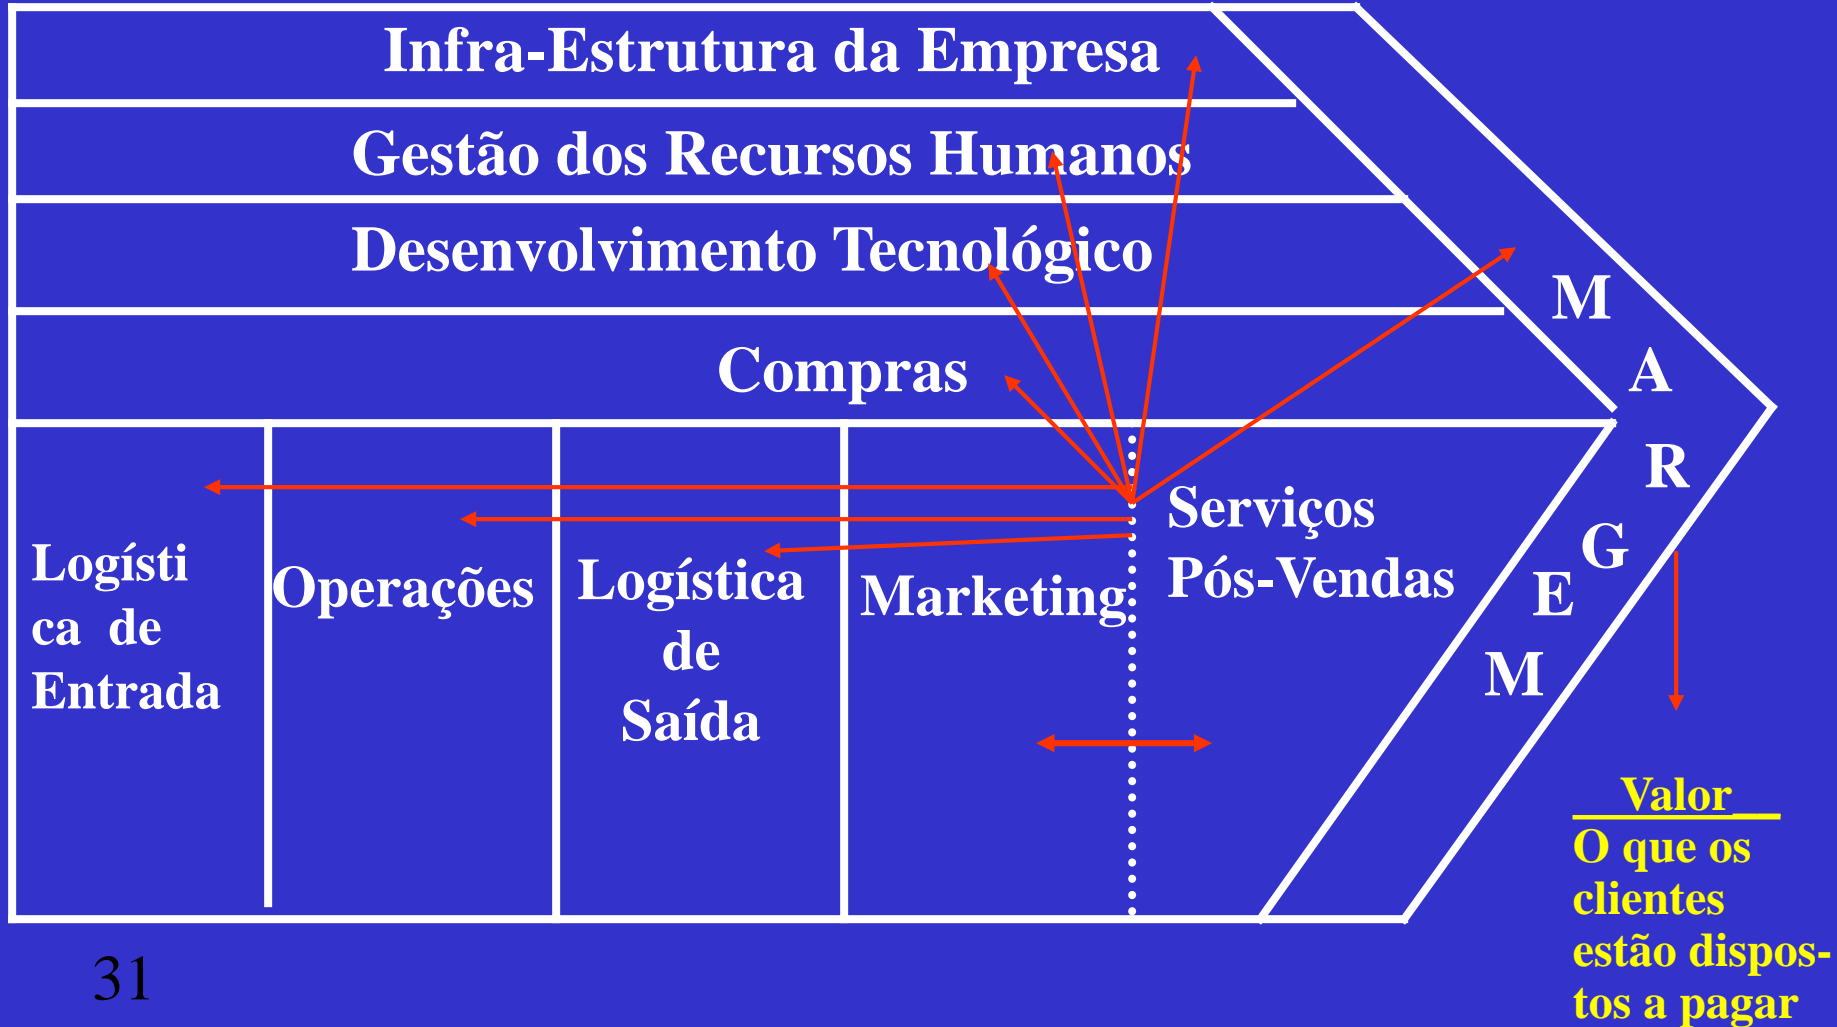 Infra-Estrutura da Empresa
Gestão dos Recursos Humanos
Desenvolvimento Tecnológico
Compras
Logísti
ca de
Entrada
Operações
Logística
de
Saída
Marketing
Serviços
Pós-Vendas
M
A
R
G
E
M
Valor__
O que os
clientes
estão dispos-
tos a pagar
31